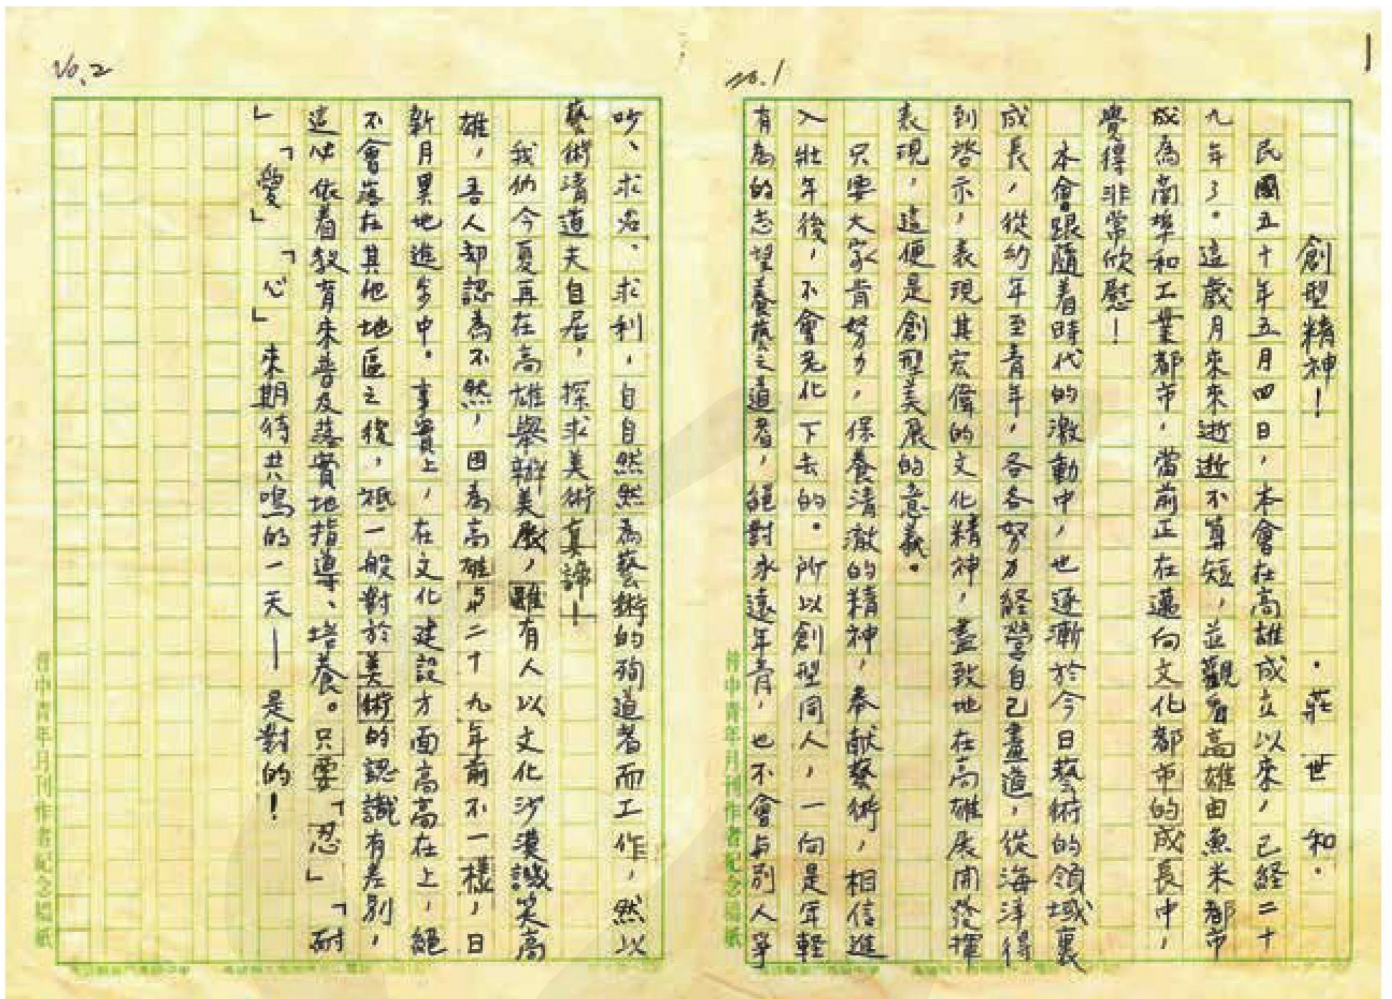 no.1
創型精神！
．莊世和．
民國五十年五月四日，本會在高雄成立以來，已經二十
九年了。這歲月來來逝逝不算短，並觀看高雄由魚米都市
成為商埠和工業都市，當前正在邁向文化都市的成長中，
覺得非常欣慰！
本會跟隨着時代的激動中，也逐漸於今日藝術的領域裏
成長，從幼年至青年，各各努力經營自己畫道，從海洋得
到啓示，表現其宏偉的文化精神，盡致地在高雄展開發揮
表現，這便是創型美展的意義。
只要大家肯努力，保養清澈的精神，奉献藝術，相信進
入壯年後，不會老化下去的。所以創型同人，一向是年輕
有為的志望養藝之道者，絕對永遠年青，也不會与別人爭
No.2
吵、求名、求利，自自然然為藝術的殉道者而工作，然以
藝術清道夫自居，探求美術真諦！
我們今夏再在高雄舉辦美展，雖有人以文化沙漠譏笑高
雄，吾人却認為不然，因為高雄与二十九年前不一樣，日
新月異地進步中。事實上，在文化建設方面高高在上，絕
不會落在其他地區之後，祗一般對於美術的認識有差別，
這必依着教育來普及落實地指導、培養。只要「忍」「耐
」「愛」「心」來期待共鳴的一天——是對的！